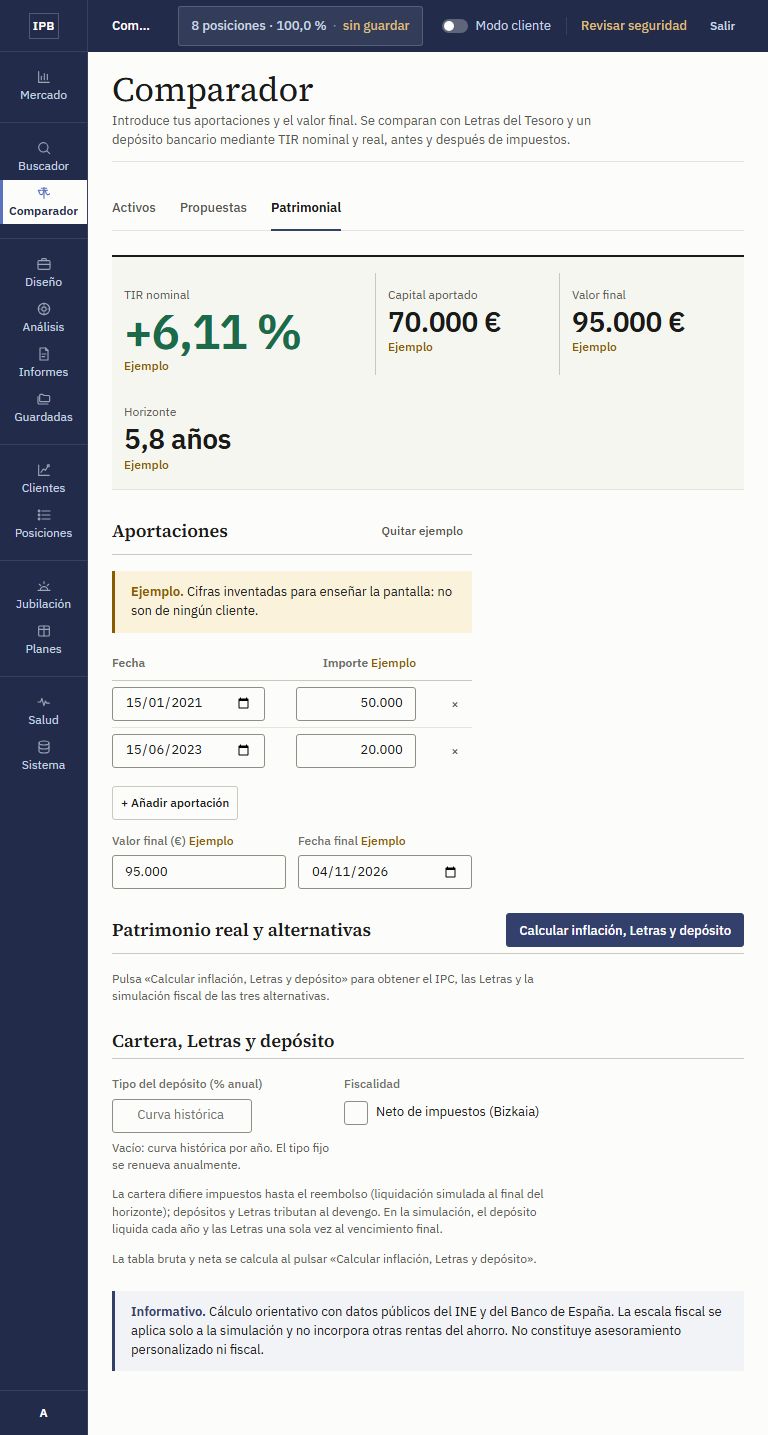 IPB
Com...
8 posiciones · 100,0 % · sin guardar
Modo cliente
Revisar seguridad
Salir
Mercado
Buscador
Comparador
Diseño
Análisis
Informes
Guardadas
Clientes
Posiciones
Jubilación
Planes
Salud
Sistema
A
Comparador
Introduce tus aportaciones y el valor final. Se comparan con Letras del Tesoro y un
depósito bancario mediante TIR nominal y real, antes y después de impuestos.
Activos
Propuestas
Patrimonial
TIR nominal
+6,11 %
Ejemplo
Capital aportado
70.000 €
Ejemplo
Valor final
95.000 €
Ejemplo
Horizonte
5,8 años
Ejemplo
Aportaciones
Quitar ejemplo
Ejemplo. Cifras inventadas para enseñar la pantalla: no
son de ningún cliente.
Fecha
Importe Ejemplo
15/01/2021
50.000
×
15/06/2023
20.000
×
+ Añadir aportación
Valor final (€) Ejemplo
Fecha final Ejemplo
95.000
04/11/2026
Patrimonio real y alternativas
Calcular inflación, Letras y depósito
Pulsa «Calcular inflación, Letras y depósito» para obtener el IPC, las Letras y la
simulación fiscal de las tres alternativas.
Cartera, Letras y depósito
Tipo del depósito (% anual)
Fiscalidad
Curva histórica
Neto de impuestos (Bizkaia)
Vacío: curva histórica por año. El tipo fijo
se renueva anualmente.
La cartera difiere impuestos hasta el reembolso (liquidación simulada al final del
horizonte); depósitos y Letras tributan al devengo. En la simulación, el depósito
liquida cada año y las Letras una sola vez al vencimiento final.
La tabla bruta y neta se calcula al pulsar «Calcular inflación, Letras y depósito».
Informativo. Cálculo orientativo con datos públicos del INE y del Banco de España. La escala fiscal se
aplica solo a la simulación y no incorpora otras rentas del ahorro. No constituye asesoramiento
personalizado ni fiscal.